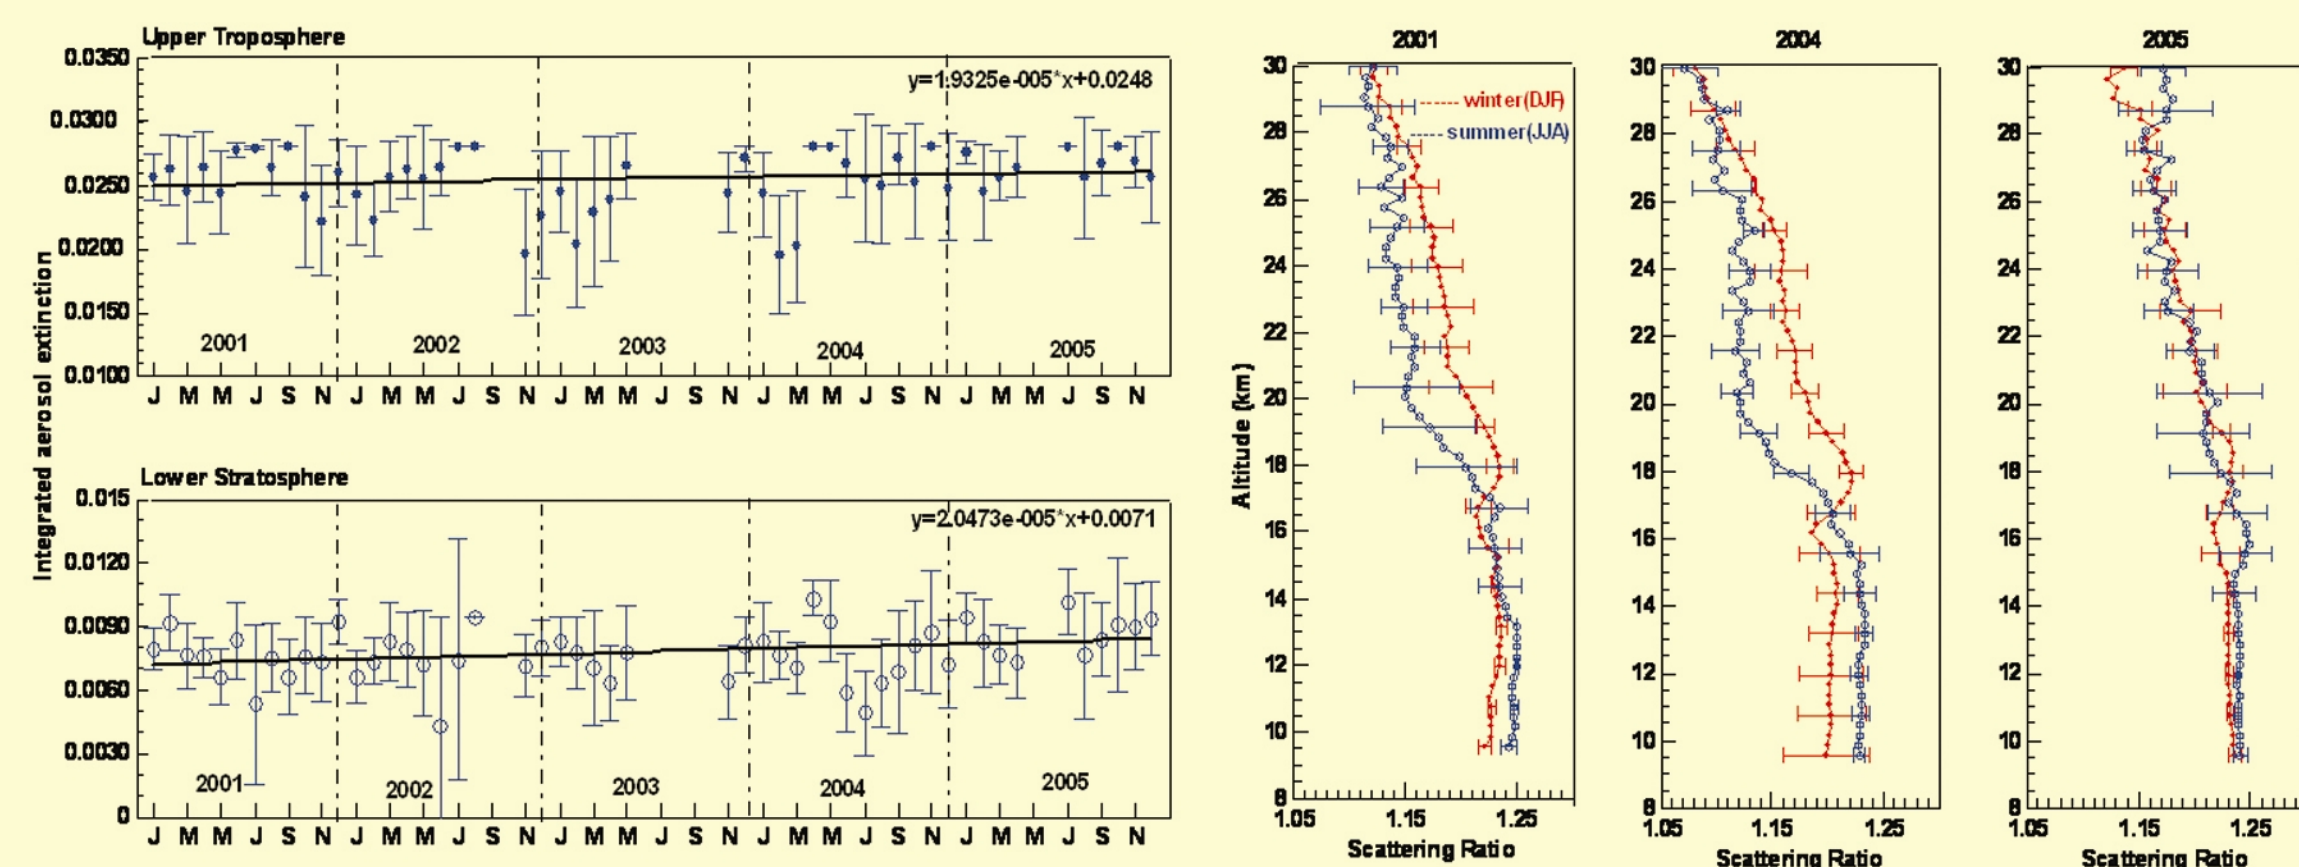 Upper Troposphere
y=1.9325e-005*x+0.0248
0.0350
0.0300
0.0250
0.0200
0.0150
0.0100
2001 2002 2003 2004 2005
J M M J S N J M M J S N J M M J S N J M M J S N J M M J S N
Integrated aerosol extinction
Lower Stratosphere
y=2.0473e-005*x+0.0071
0.015
0.0120
0.0090
0.0060
0.0030
0
2001 2002 2003 2004 2005
J M M J S N J M M J S N J M M J S N J M M J S N J M M J S N
2001
winter(DJF)
summer(JJA)
Altitude (km)
30
28
26
24
22
20
18
16
14
12
10
8
1.05 1.15 1.25
Scattering Ratio
2004
30
28
26
24
22
20
18
16
14
12
10
8
1.05 1.15 1.25
Scattering Ratio
2005
30
28
26
24
22
20
18
16
14
12
10
8
1.05 1.15 1.25
Scattering Ratio